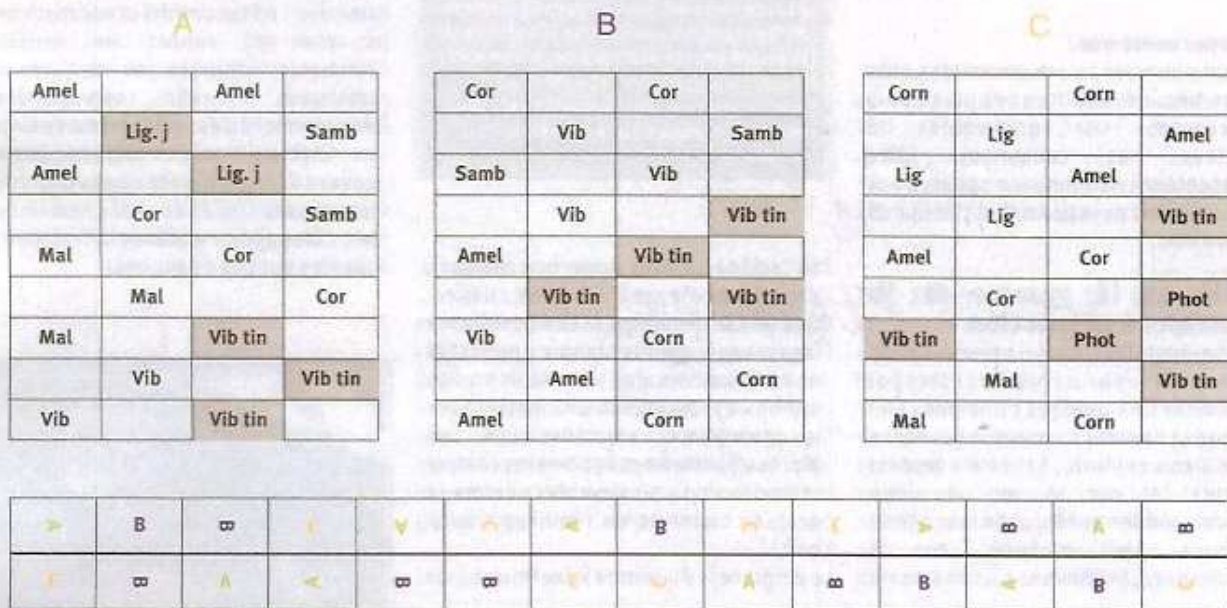 A
Amel Amel
Lig. j Samb
Amel Lig. j
Cor Samb
Mal Cor
Mal Cor
Mal Vib tin
Vib Vib tin
Vib Vib tin
B
Cor Cor
Vib Samb
Samb Vib
Vib Vib tin
Amel Vib tin
Vib tin Vib tin
Vib Corn
Amel Corn
Amel Corn
C
Corn Corn
Lig Amel
Lig Amel
Lig Vib tin
Amel Cor
Cor Phot
Vib tin Phot
Mal Vib tin
Mal Corn
A B B C A C A B C C A B A B
C B A A B B C C A C B A B C